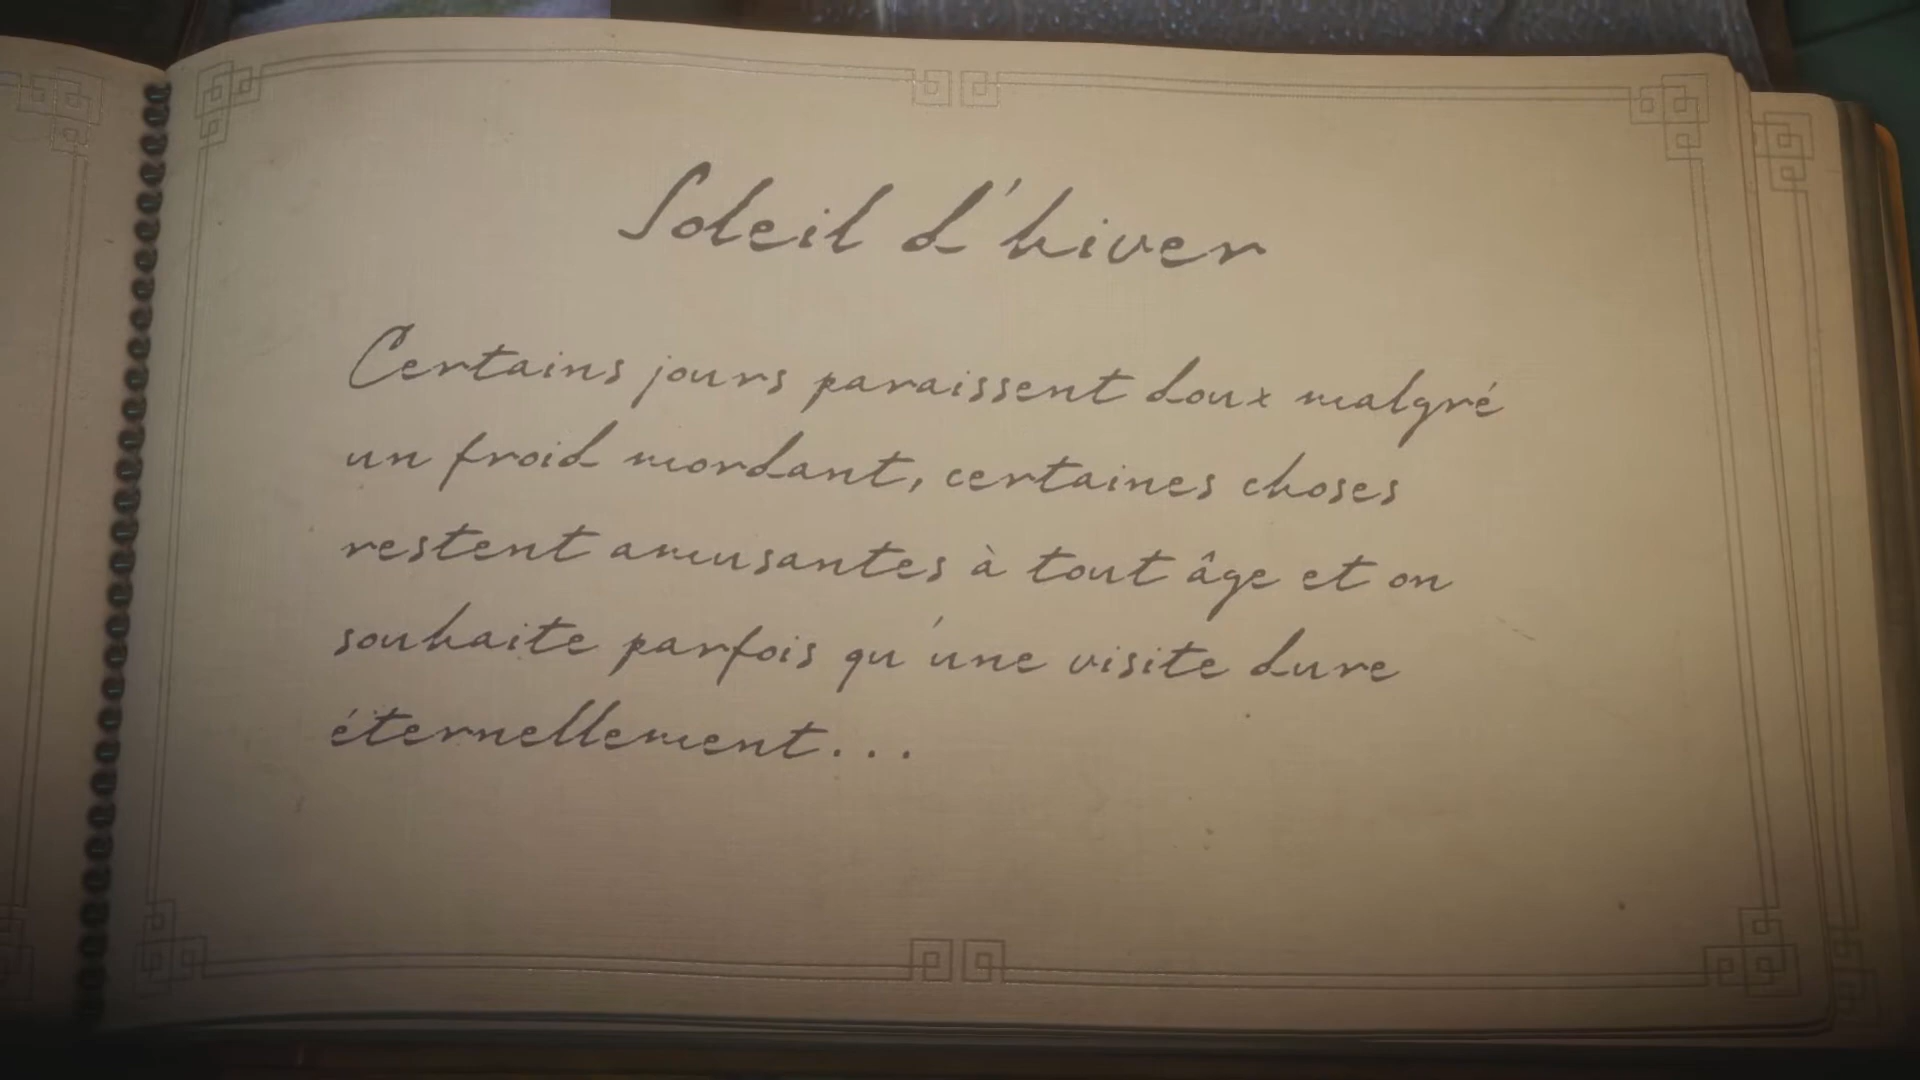 Soleil d'hiver
Certains jours paraissent doux malgré
un froid mordant, certaines choses
restent amusantes à tout âge et on
souhaite parfois qu'une visite dure
éternellement...